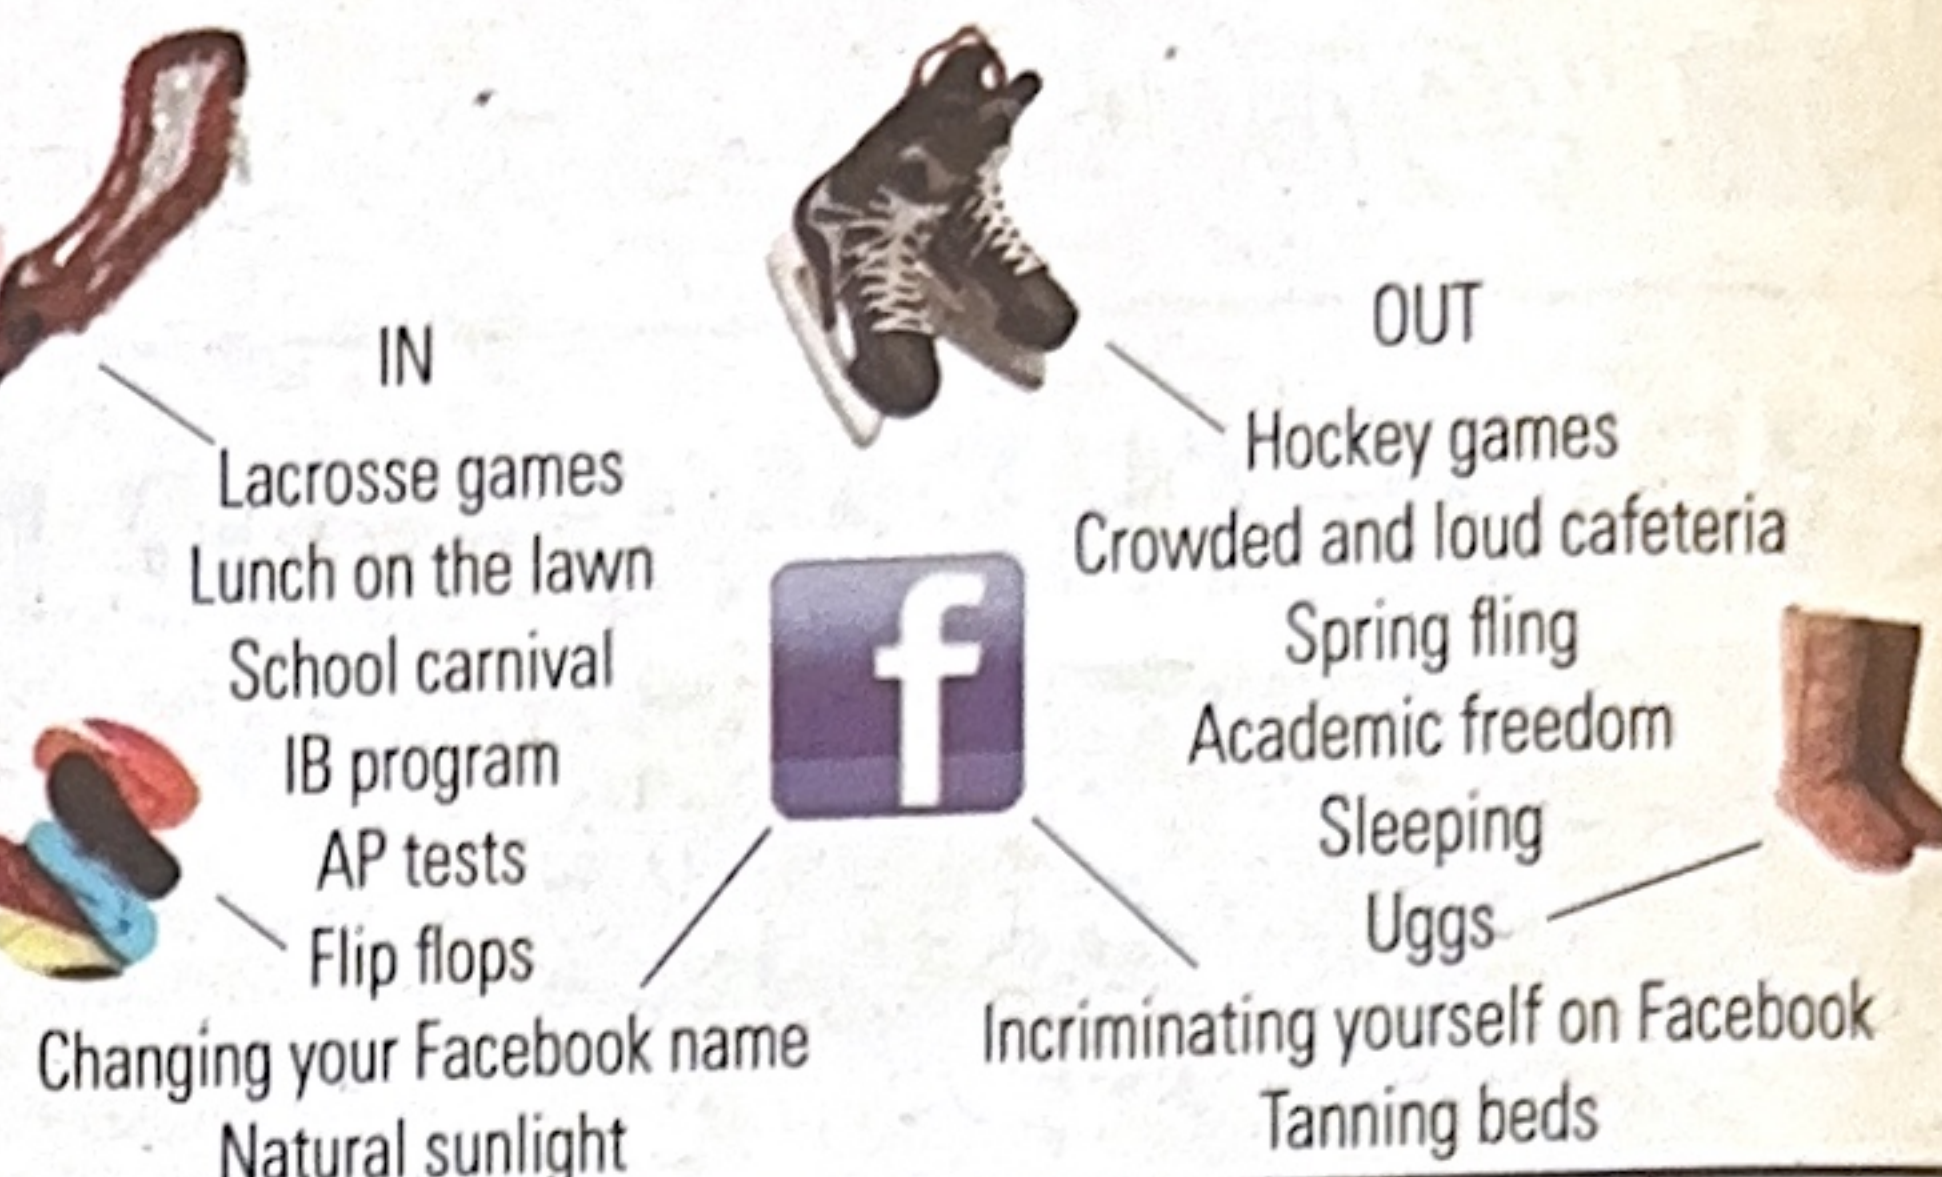 IN
Lacrosse games
Lunch on the lawn
School carnival
IB program
AP tests
Flip flops
Changing your Facebook name
Natural sunlight
f
OUT
Hockey games
Crowded and loud cafeteria
Spring fling
Academic freedom
Sleeping
Uggs
Incriminating yourself on Facebook
Tanning beds